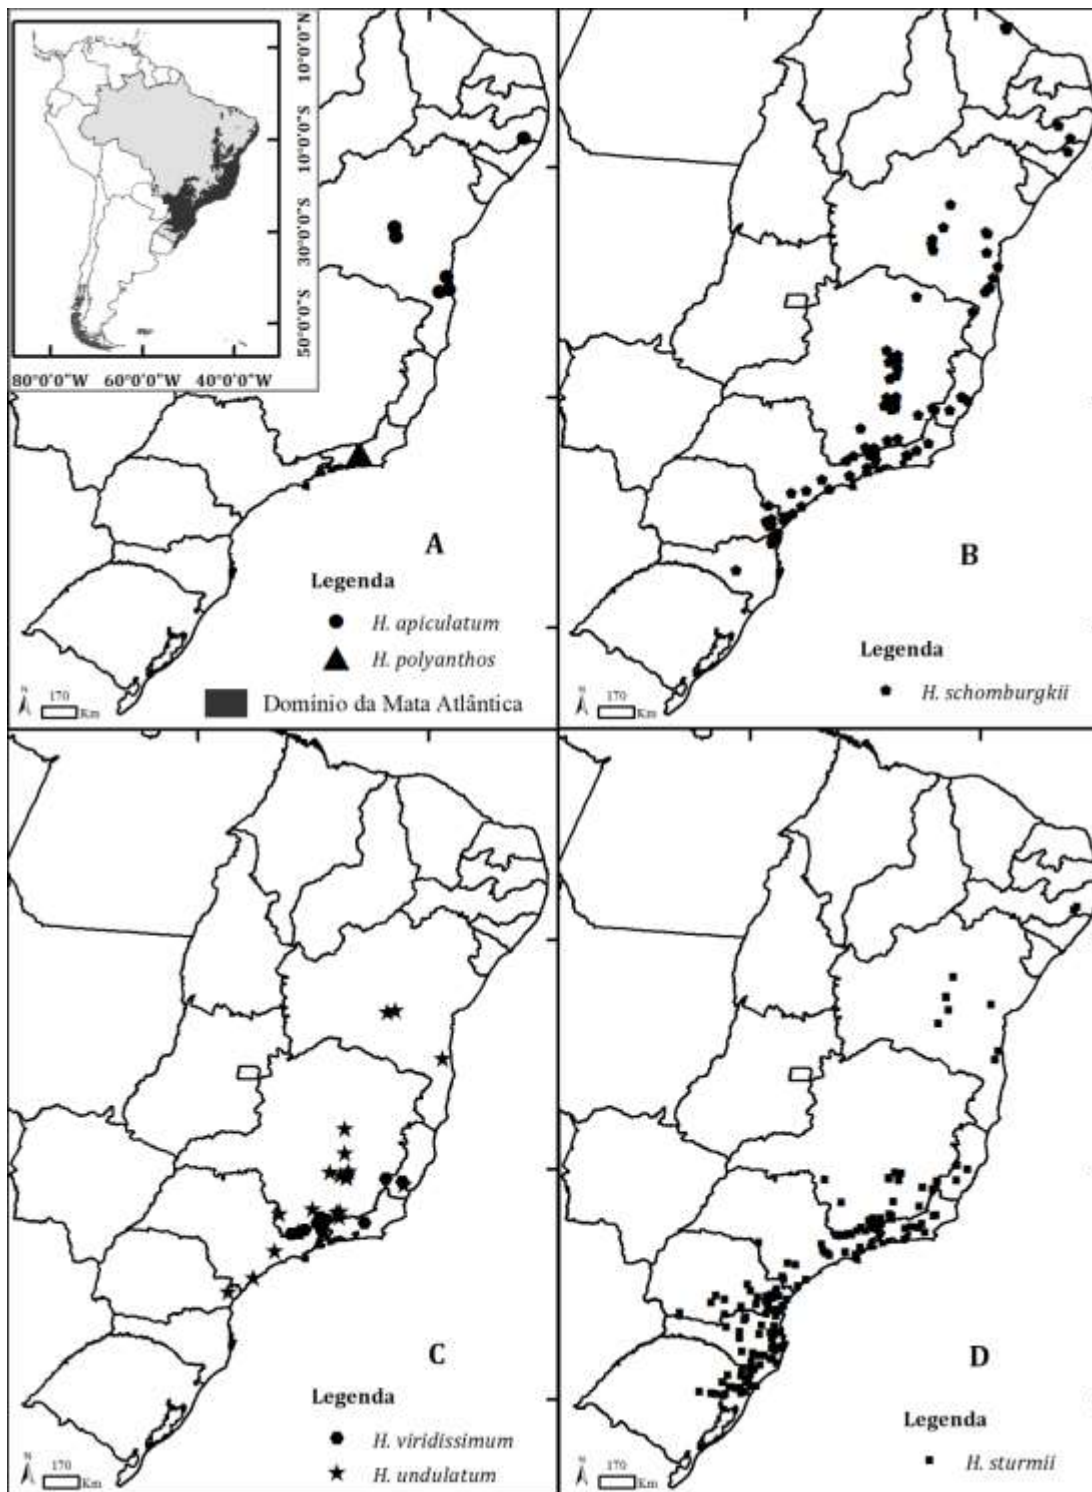 10°0'0"N
10°0'0"S
30°0'0"S
50°0'0"S
80°0'0"W 60°0'0"W 40°0'0"W
A
Legenda
H. apiculatum
H. polyanthos
Domínio da Mata Atlântica
N
170
Km
B
Legenda
H. schomburgkii
N
170
Km
C
Legenda
H. viridissimum
H. undulatum
N
170
Km
D
Legenda
H. sturmii
N
170
Km